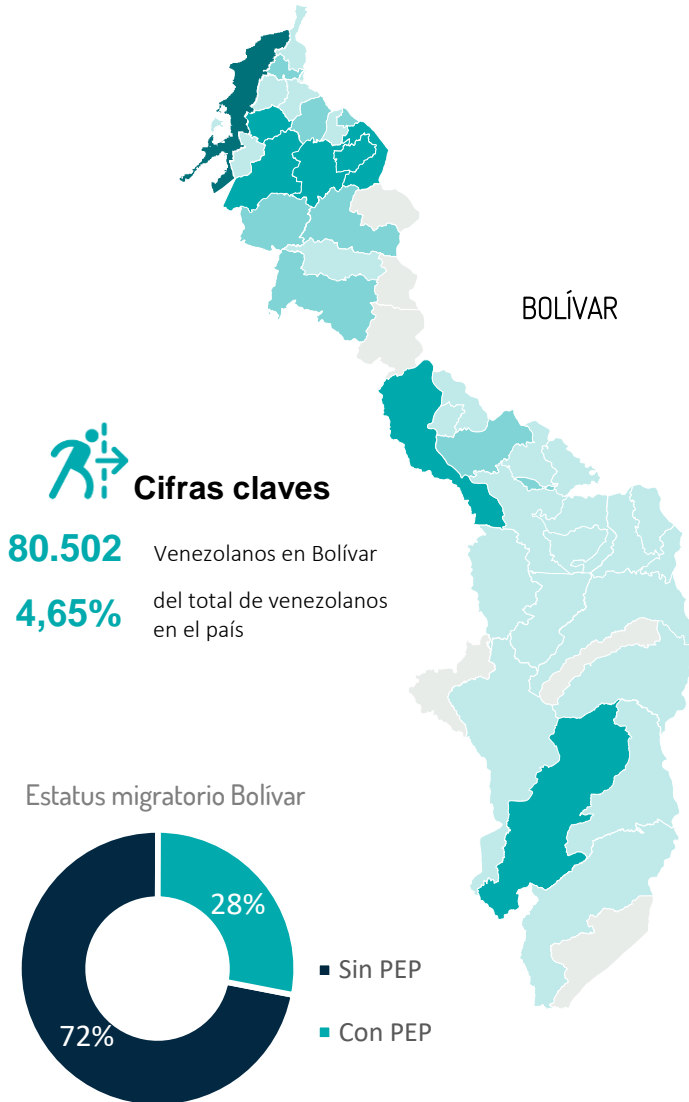 BOLÍVAR
Cifras claves
80.502 Venezolanos en Bolívar
4,65% del total de venezolanos
en el país
Estatus migratorio Bolívar
28%
72%
Sin PEP
Con PEP